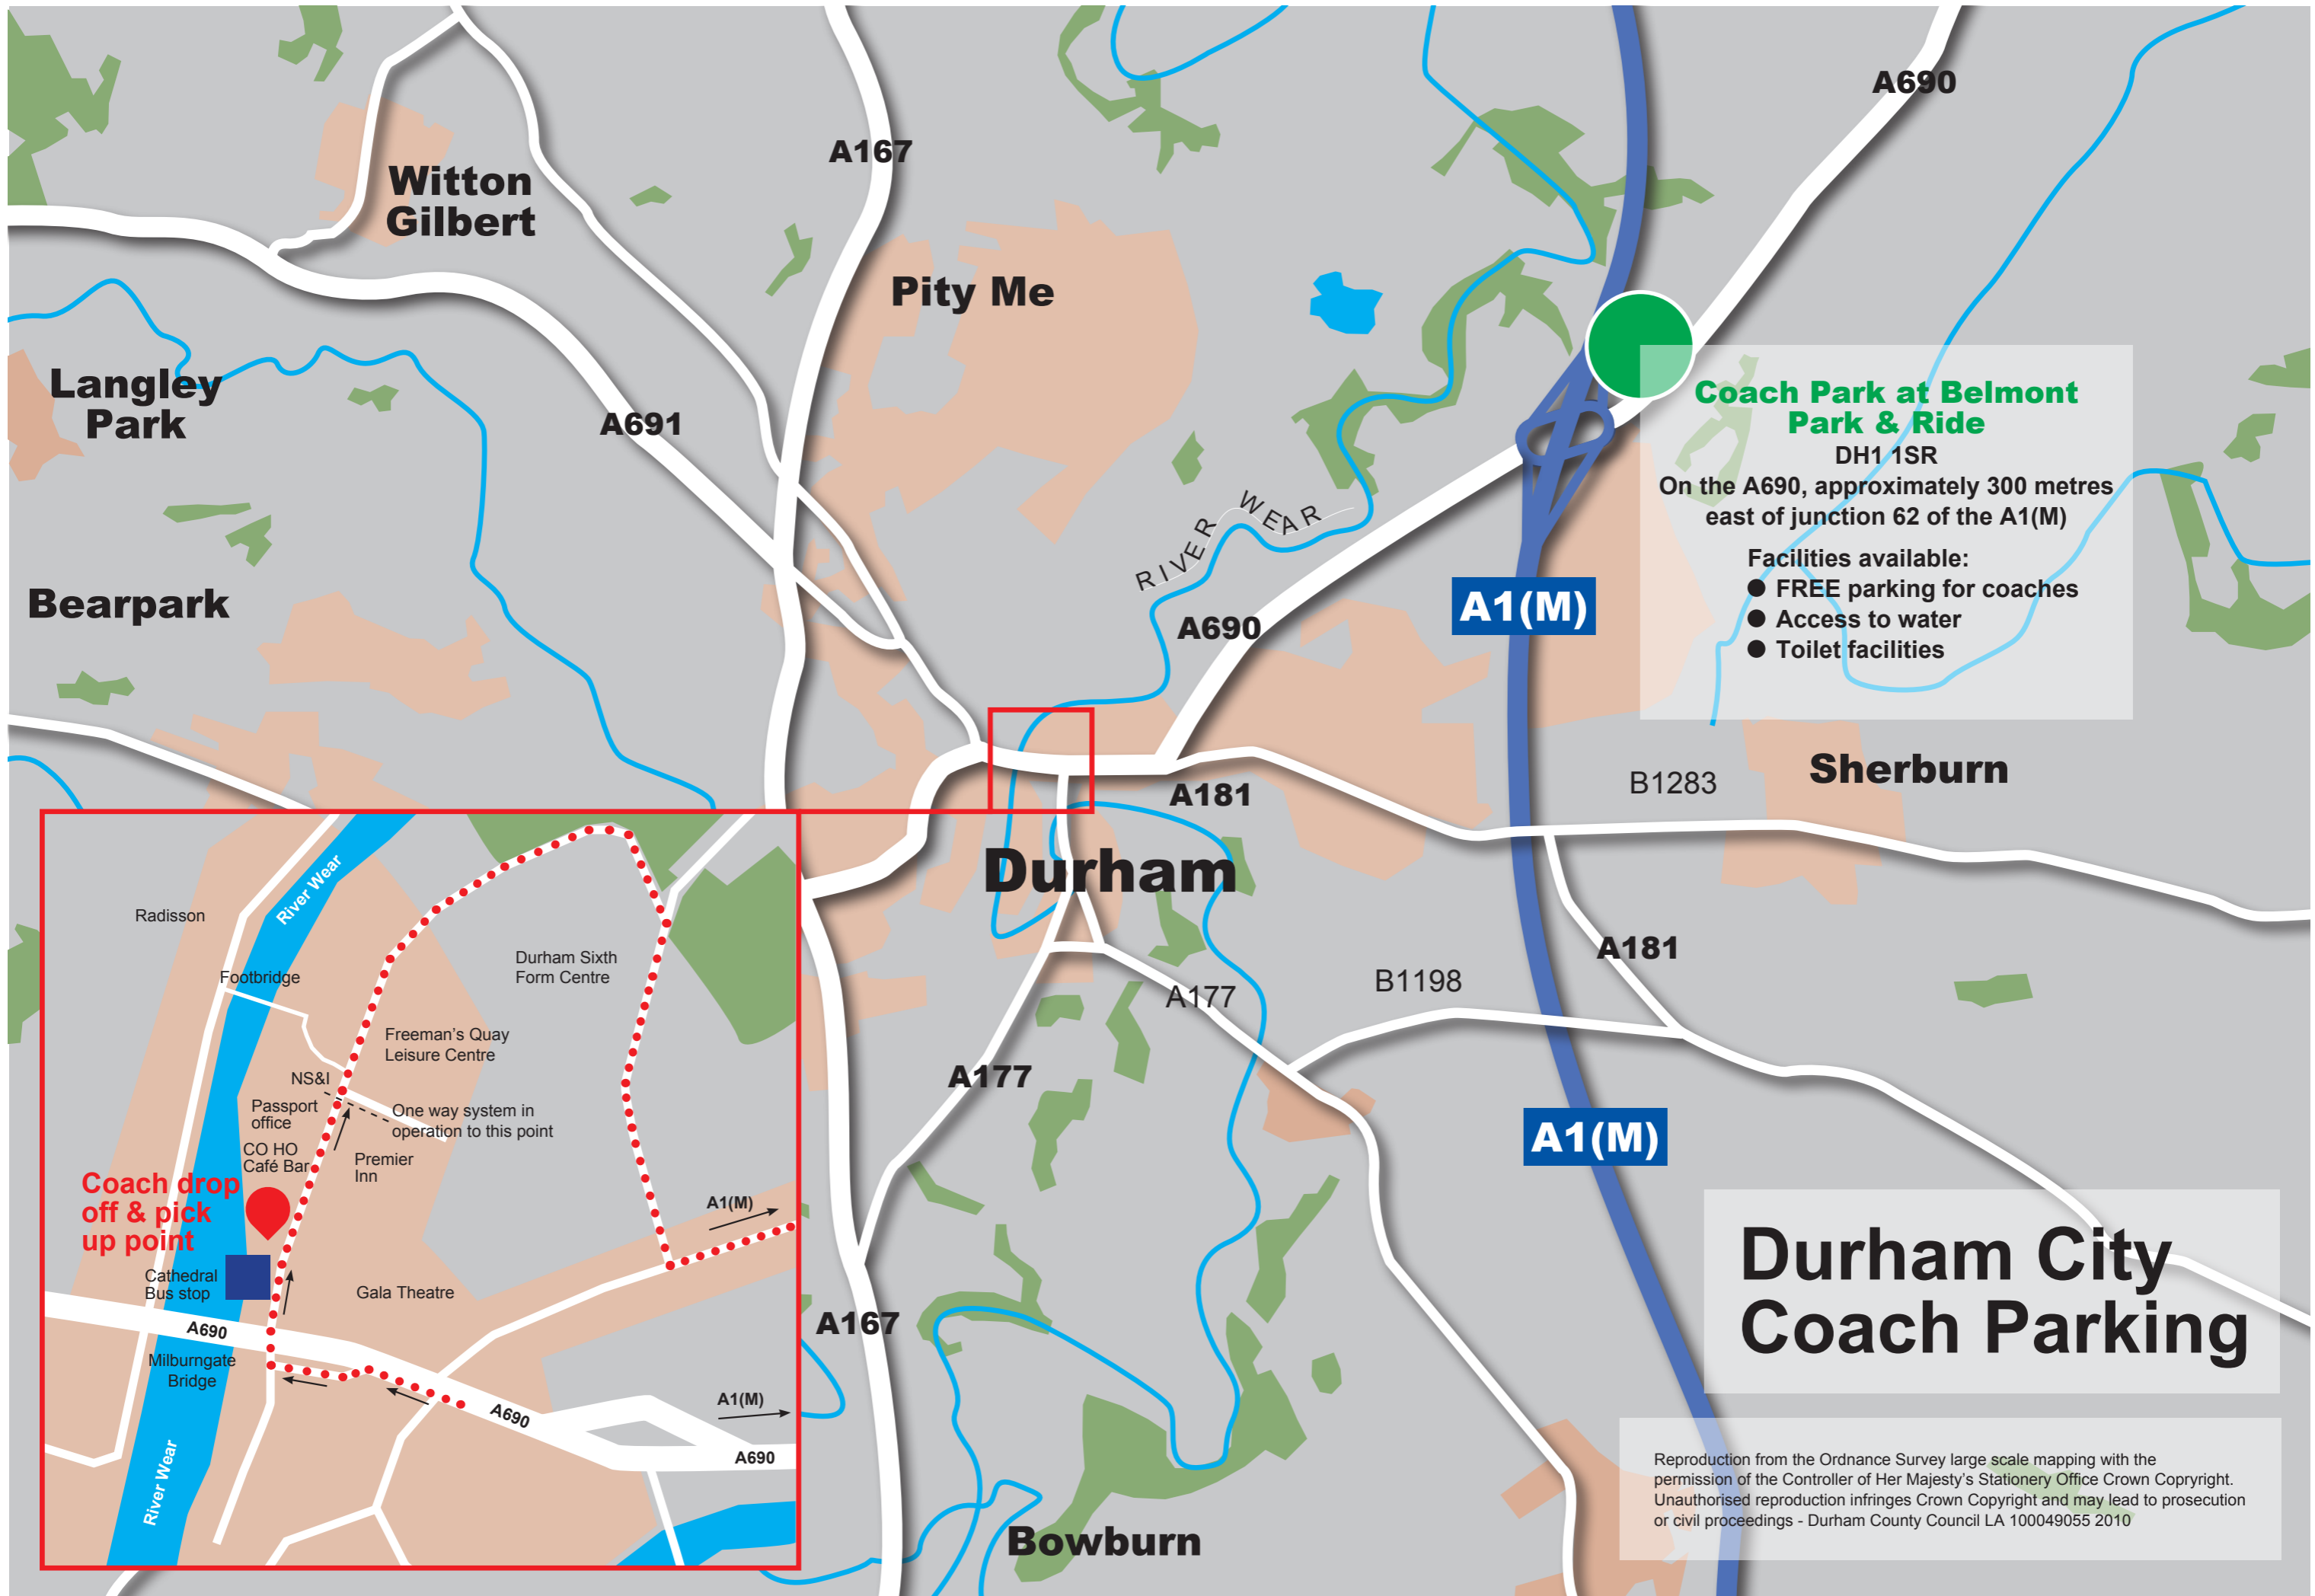 A690
A167
Witton
Gilbert
Pity Me
Langley
Park
A691
Coach Park at Belmont
Park & Ride
DH1 1SR
On the A690, approximately 300 metres
east of junction 62 of the A1(M)
Facilities available:
● FREE parking for coaches
● Access to water
● Toilet facilities
RIVER WEAR
Bearpark
A1(M)
A690
Sherburn
B1283
A181
Durham
A181
B1198
A177
A177
A1(M)
A167
Bowburn
River Wear
Radisson
Footbridge
Durham Sixth
Form Centre
Freeman's Quay
Leisure Centre
NS&I
Passport
office
One way system in
operation to this point
CO HO
Café Bar
Premier
Inn
Coach drop
off & pick
up point
A1(M)
Cathedral
Bus stop
Gala Theatre
A690
Milburngate
Bridge
A690
A1(M)
A690
River Wear
Durham City
Coach Parking
Reproduction from the Ordnance Survey large scale mapping with the
permission of the Controller of Her Majesty's Stationery Office Crown Copyright.
Unauthorised reproduction infringes Crown Copyright and may lead to prosecution
or civil proceedings - Durham County Council LA 100049055 2010